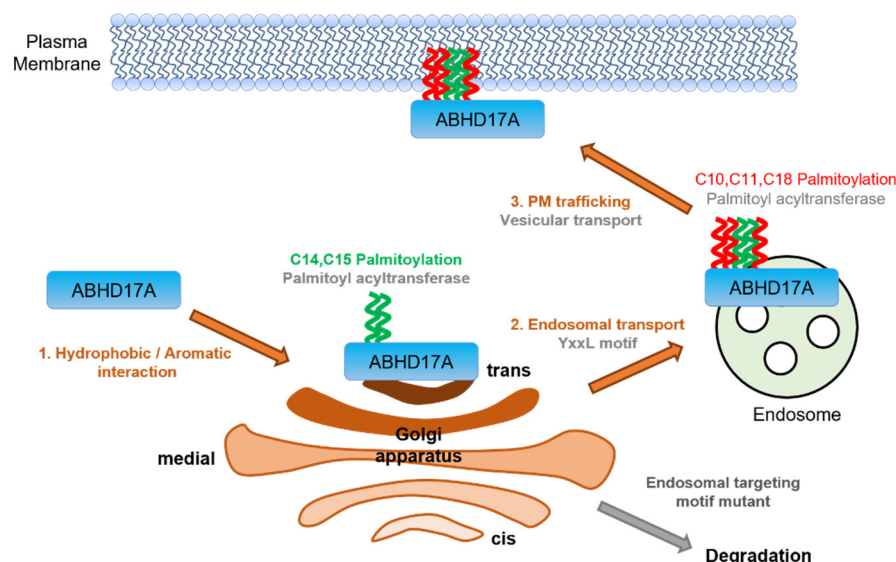 Plasma
Membrane
ABHD17A
C10,C11,C18 Palmitoylation
Palmitoyl acyltransferase
3. PM trafficking
Vesicular transport
C14,C15 Palmitoylation
Palmitoyl acyltransferase
ABHD17A
ABHD17A
1. Hydrophobic / Aromatic
interaction
ABHD17A
trans
2. Endosomal transport
YxxL motif
Endosome
Golgi
apparatus
medial
Endosomal targeting
motif mutant
cis
Degradation